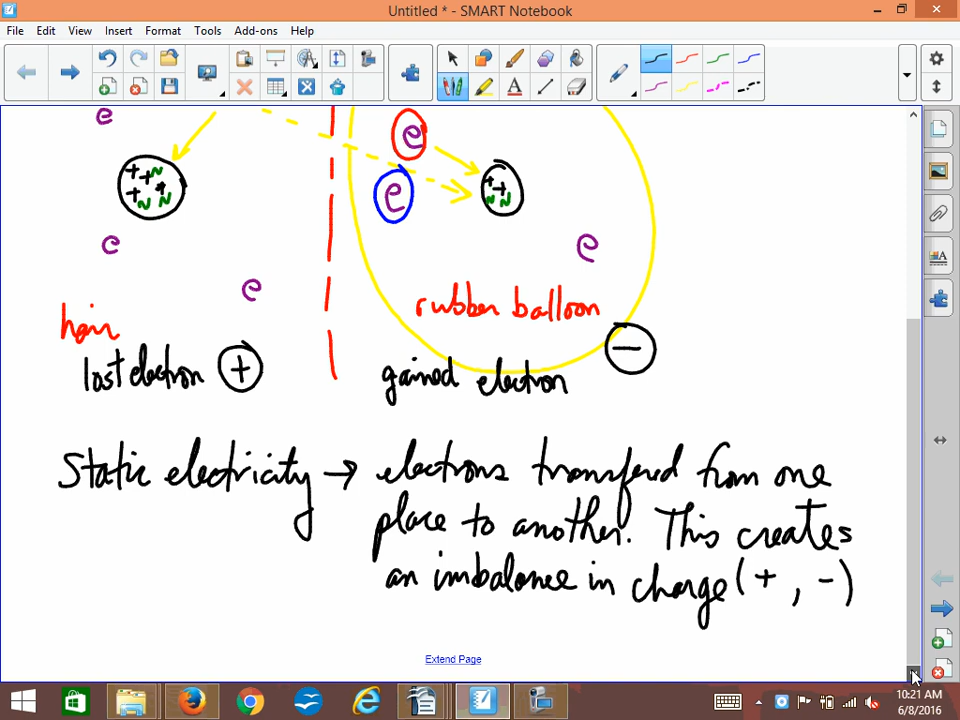 Untitled * - SMART Notebook
File Edit View Insert Format Tools Add-ons Help
e
e
+ + N
+ +
N N
e
+ +
N N
e
e
e
rubber balloon
hair
lost electron +
gained electron
−
Static electricity → electrons transfered from one
place to another. This creates
an imbalance in charge (+, -)
Extend Page
10:21 AM
6/8/2016